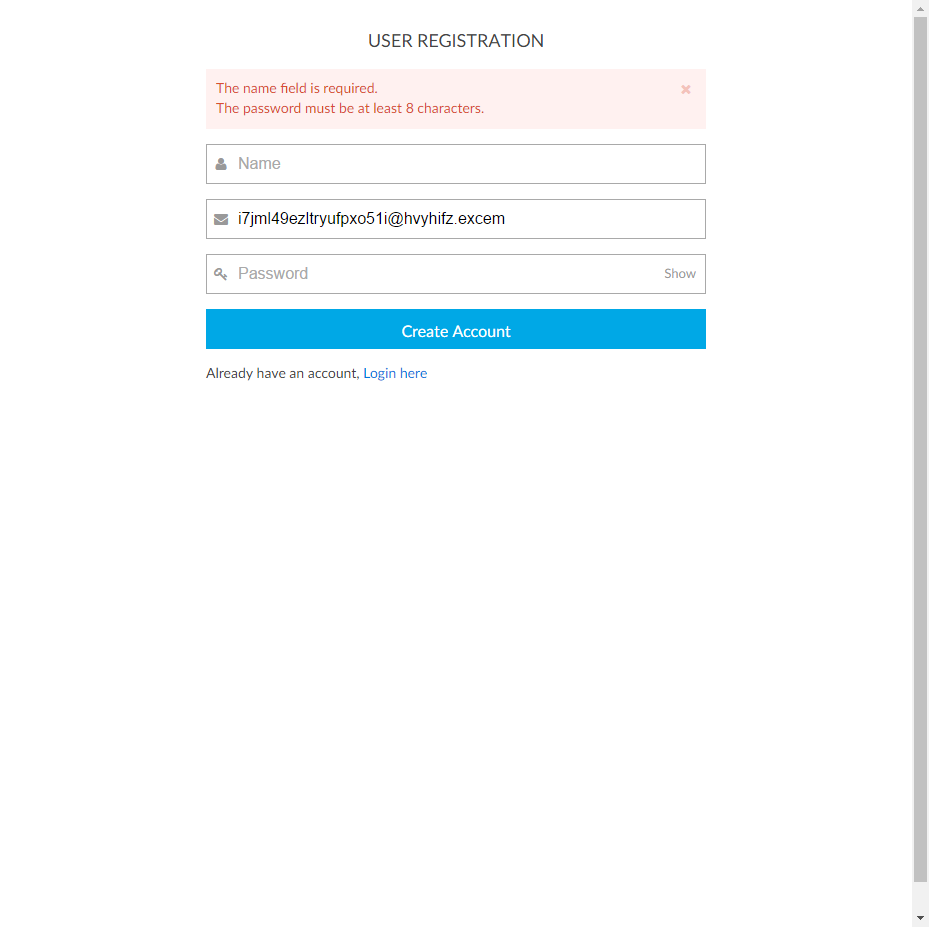 USER REGISTRATION
The name field is required.
The password must be at least 8 characters.
Name
i7jml49ezltryufpxo51i@hvyhifz.excem
Password Show
Create Account
Already have an account, Login here